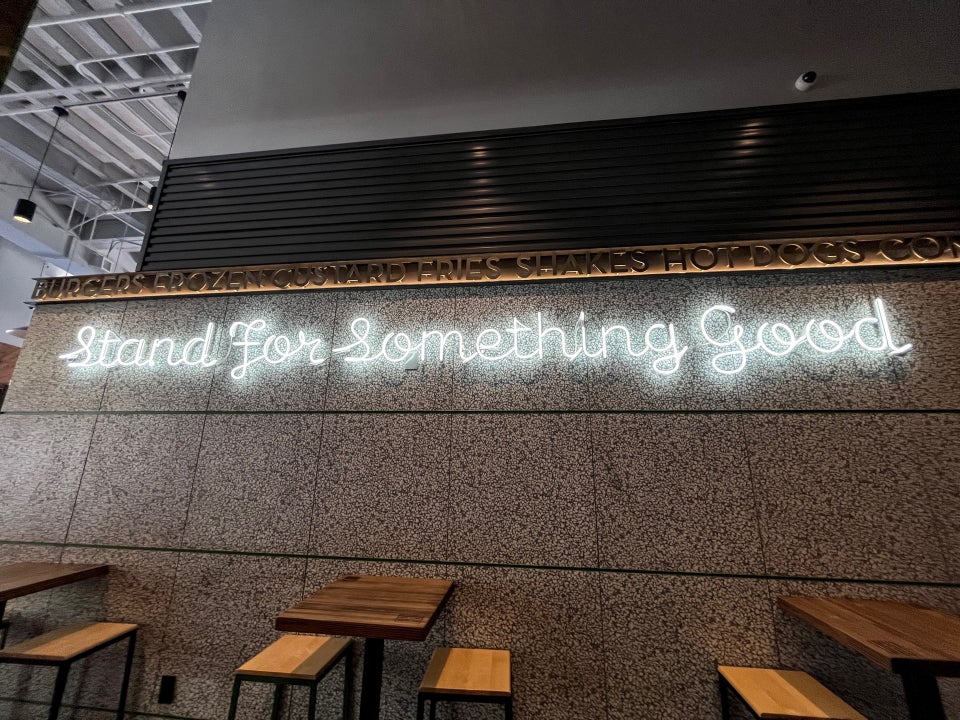 BURGERS FROZEN CUSTARD FRIES SHAKES HOT DOGS
Stand For Something Good